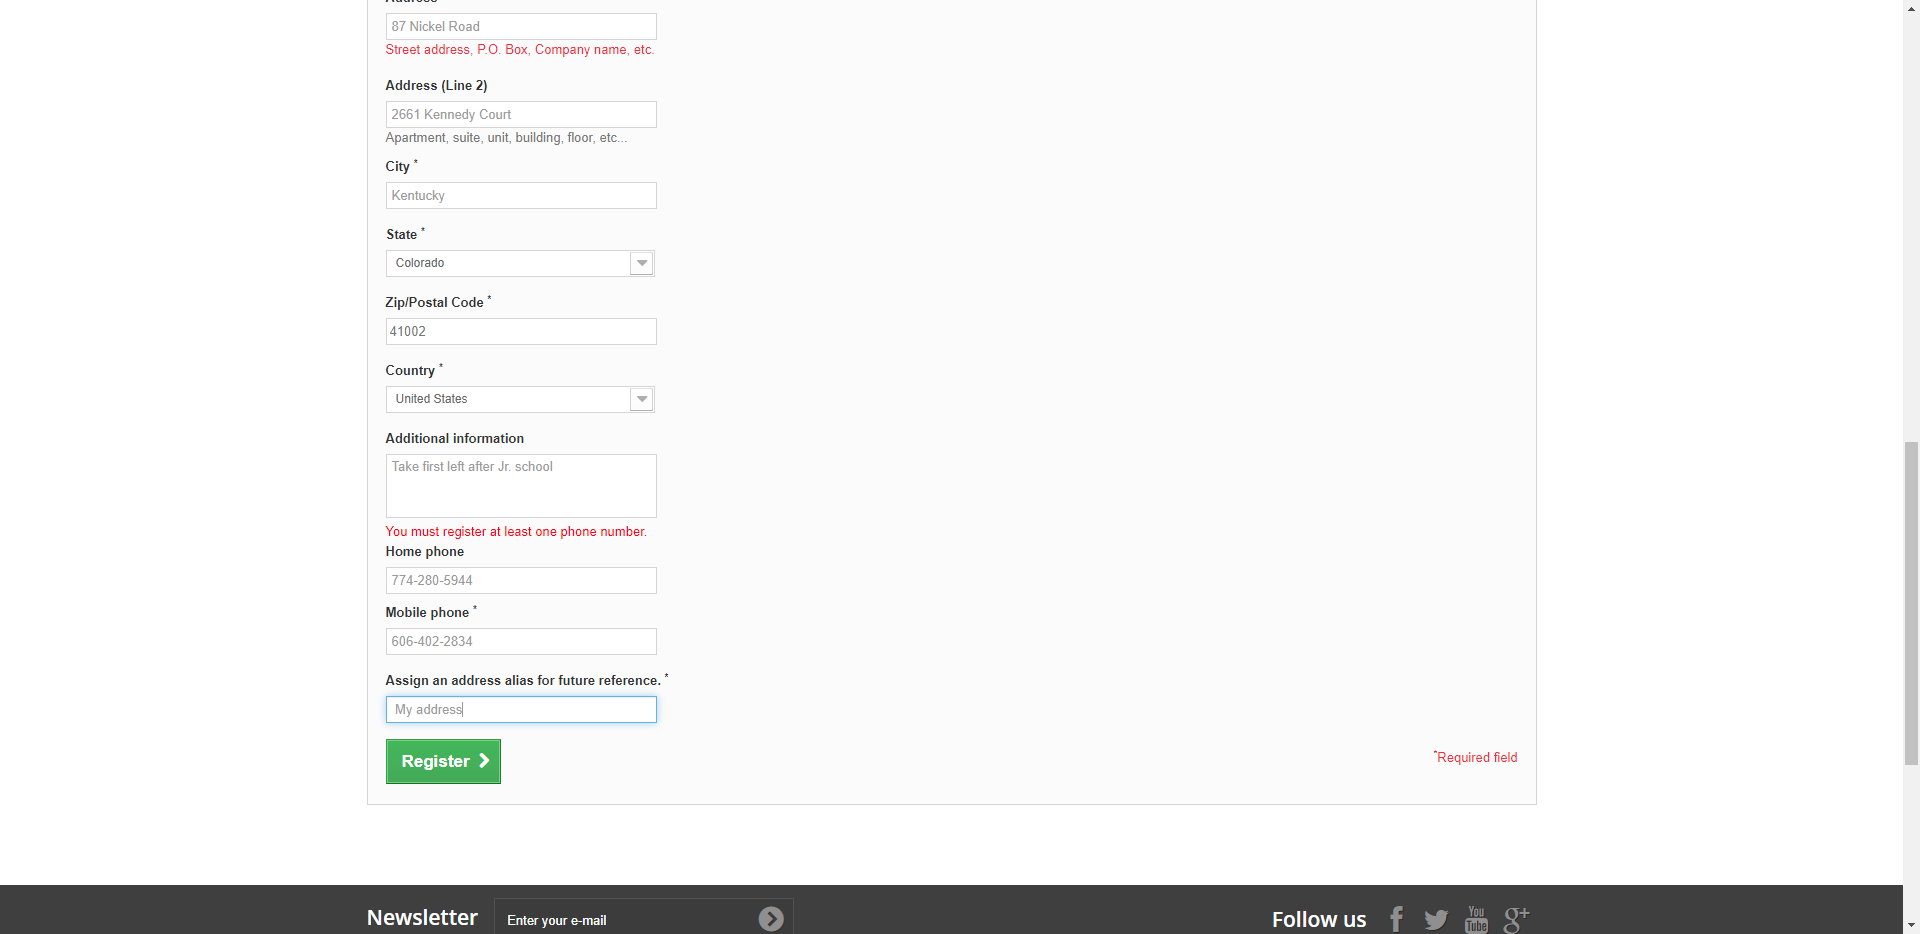 87 Nickel Road
Street address, P.O. Box, Company name, etc.
Address (Line 2)
2661 Kennedy Court
Apartment, suite, unit, building, floor, etc...
City *
Kentucky
State *
Colorado
Zip/Postal Code *
41002
Country *
United States
Additional information
Take first left after Jr. school
You must register at least one phone number.
Home phone
774-280-5944
Mobile phone *
606-402-2834
Assign an address alias for future reference. *
My address
Register
*Required field
Newsletter
Enter your e-mail
Follow us
You Tube
g+